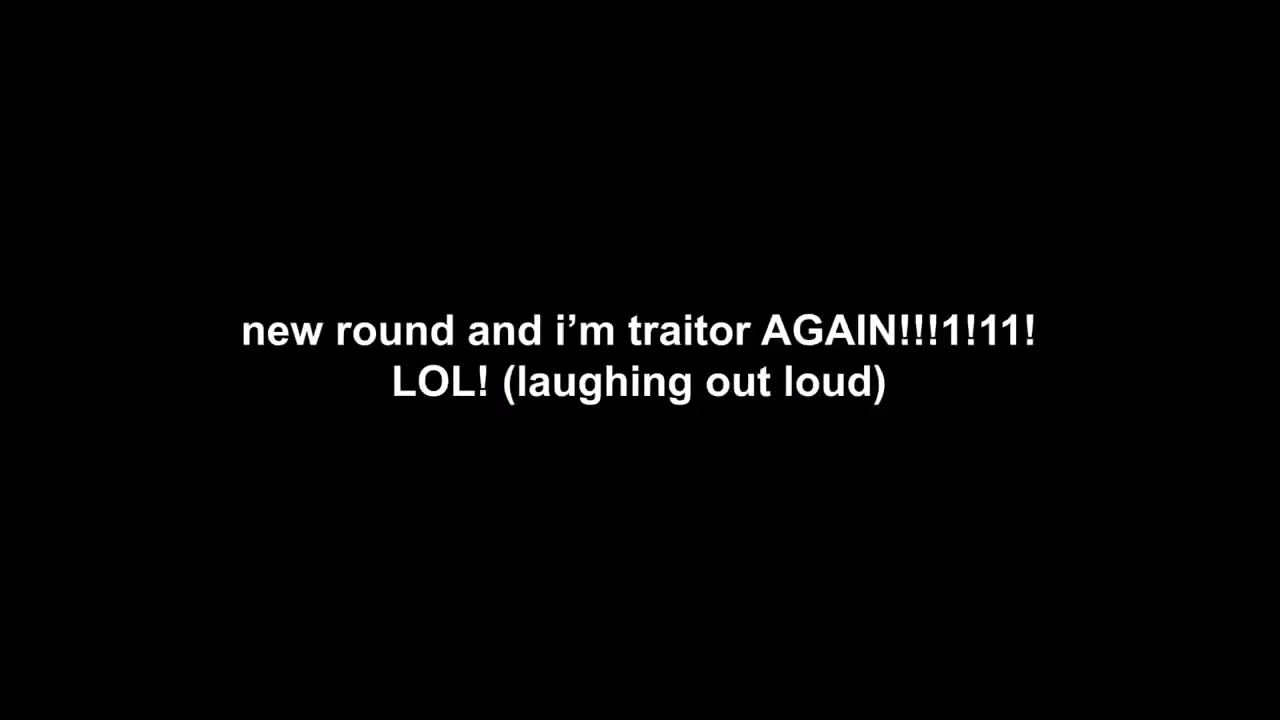 new round and i’m traitor AGAIN!!!1!11!
LOL! (laughing out loud)